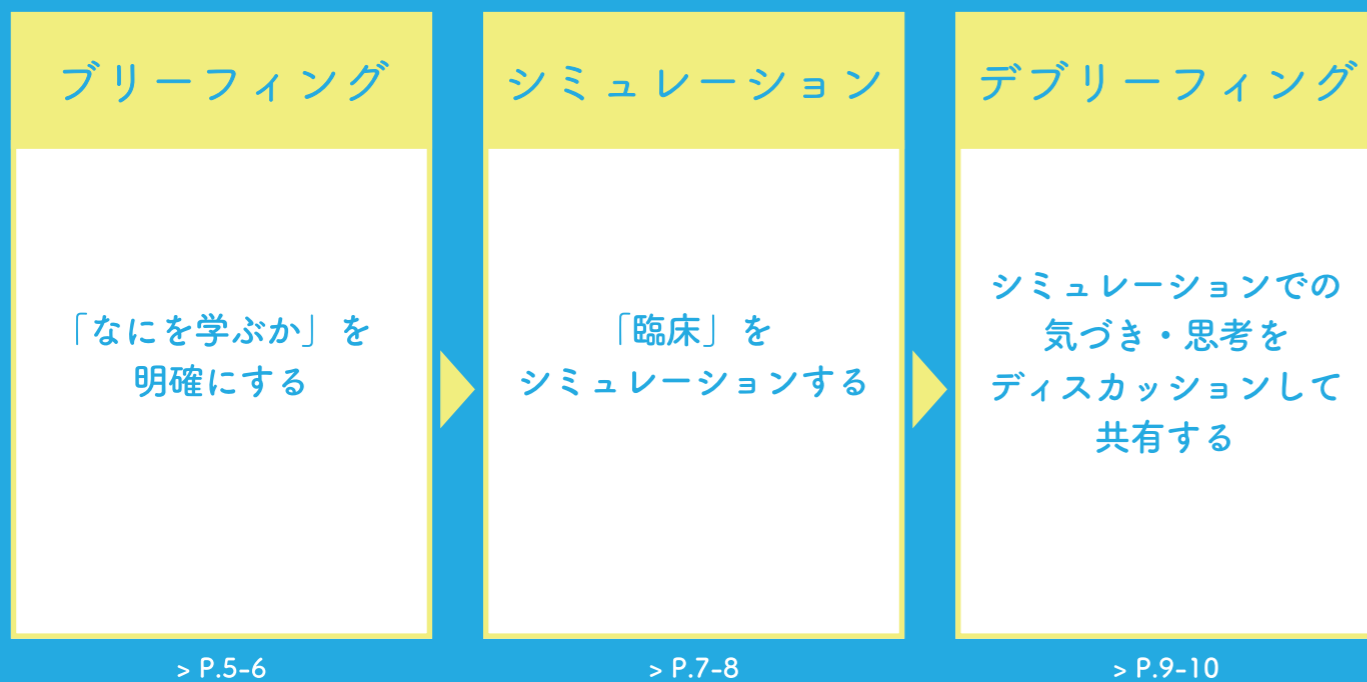 ブリーフィング
「なにを学ぶか」を
明確にする
> P.5-6
シミュレーション
「臨床」を
シミュレーションする
> P.7-8
デブリーフィング
シミュレーションでの
気づき・思考を
ディスカッションして
共有する
> P.9-10